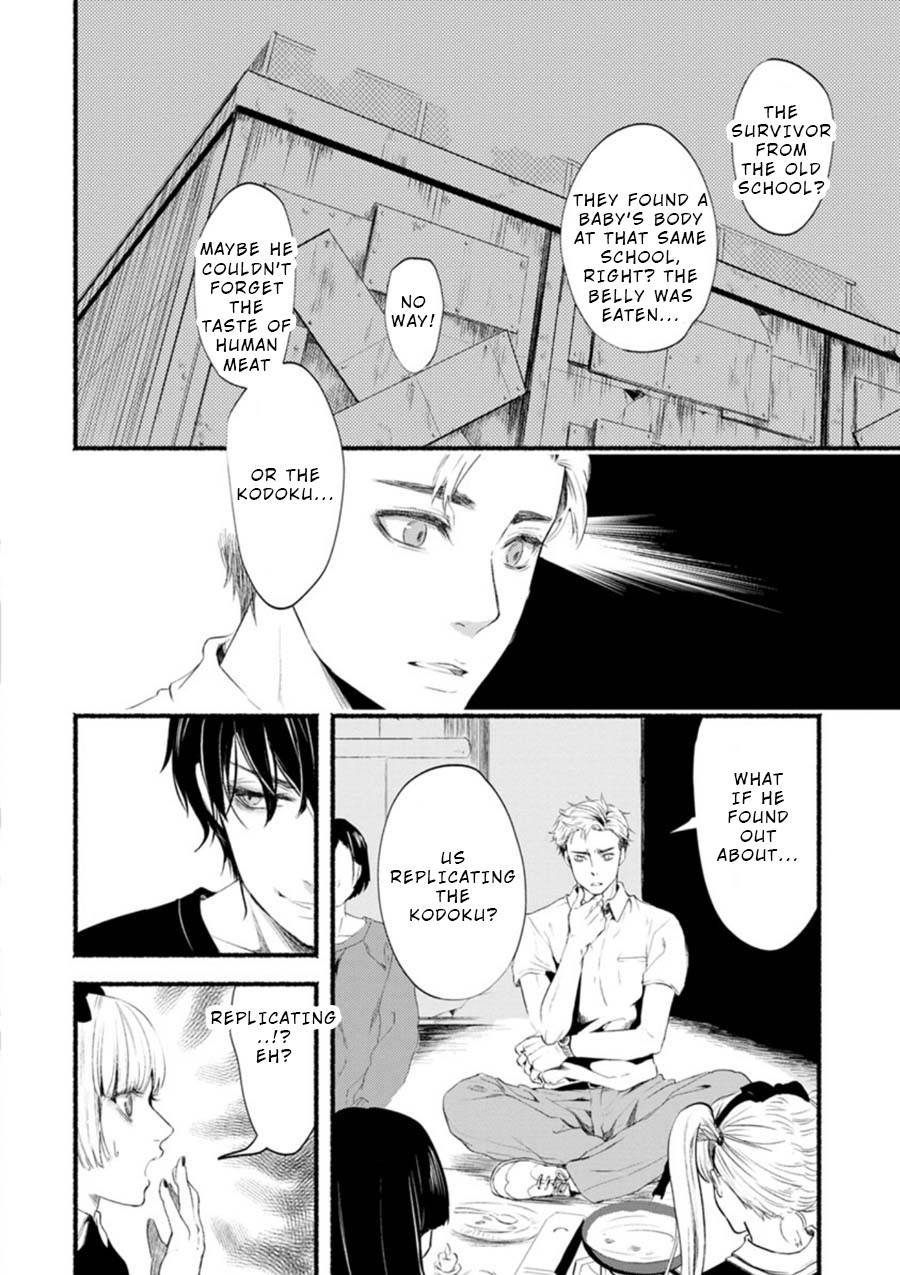 THE
SURVIVOR
FROM
THE OLD
SCHOOL?
THEY FOUND A
BABY'S BODY
AT THAT SAME
SCHOOL,
RIGHT? THE
BELLY WAS
EATEN...
NO
WAY!
MAYBE HE
COULDN'T
FORGET
THE
TASTE OF
HUMAN
MEAT
OR THE
KODOKU...
WHAT
IF HE
FOUND
OUT
ABOUT...
US
REPLICATING
THE
KODOKU?
REPLICATING
..!?
EH?